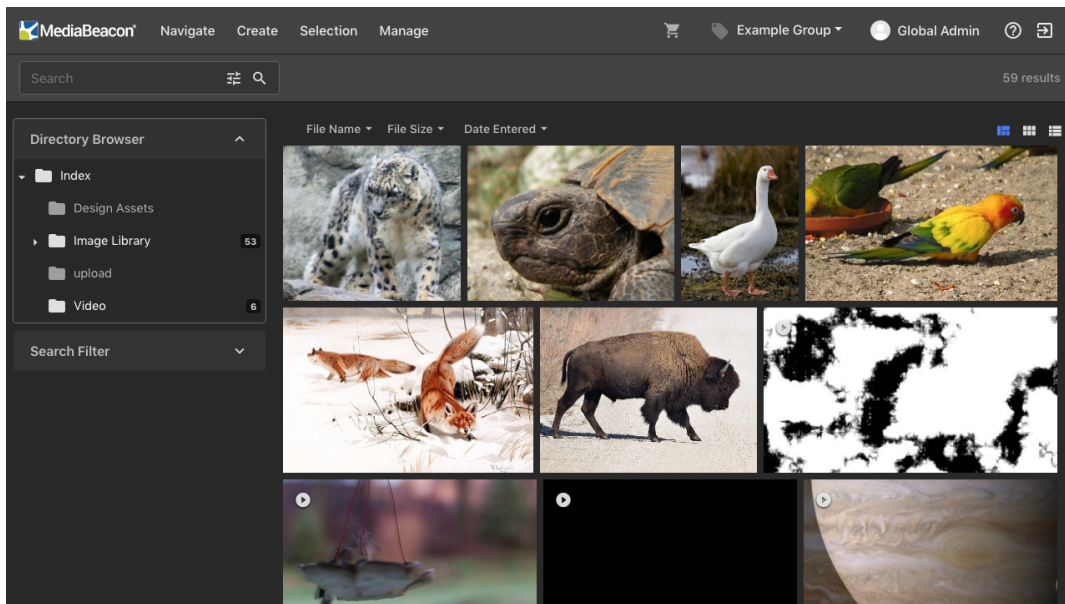 MediaBeacon® Navigate Create Selection Manage Example Group Global Admin
Search
59 results
Directory Browser
Index
Design Assets
Image Library 53
upload
Video 6
Search Filter
File Name File Size Date Entered